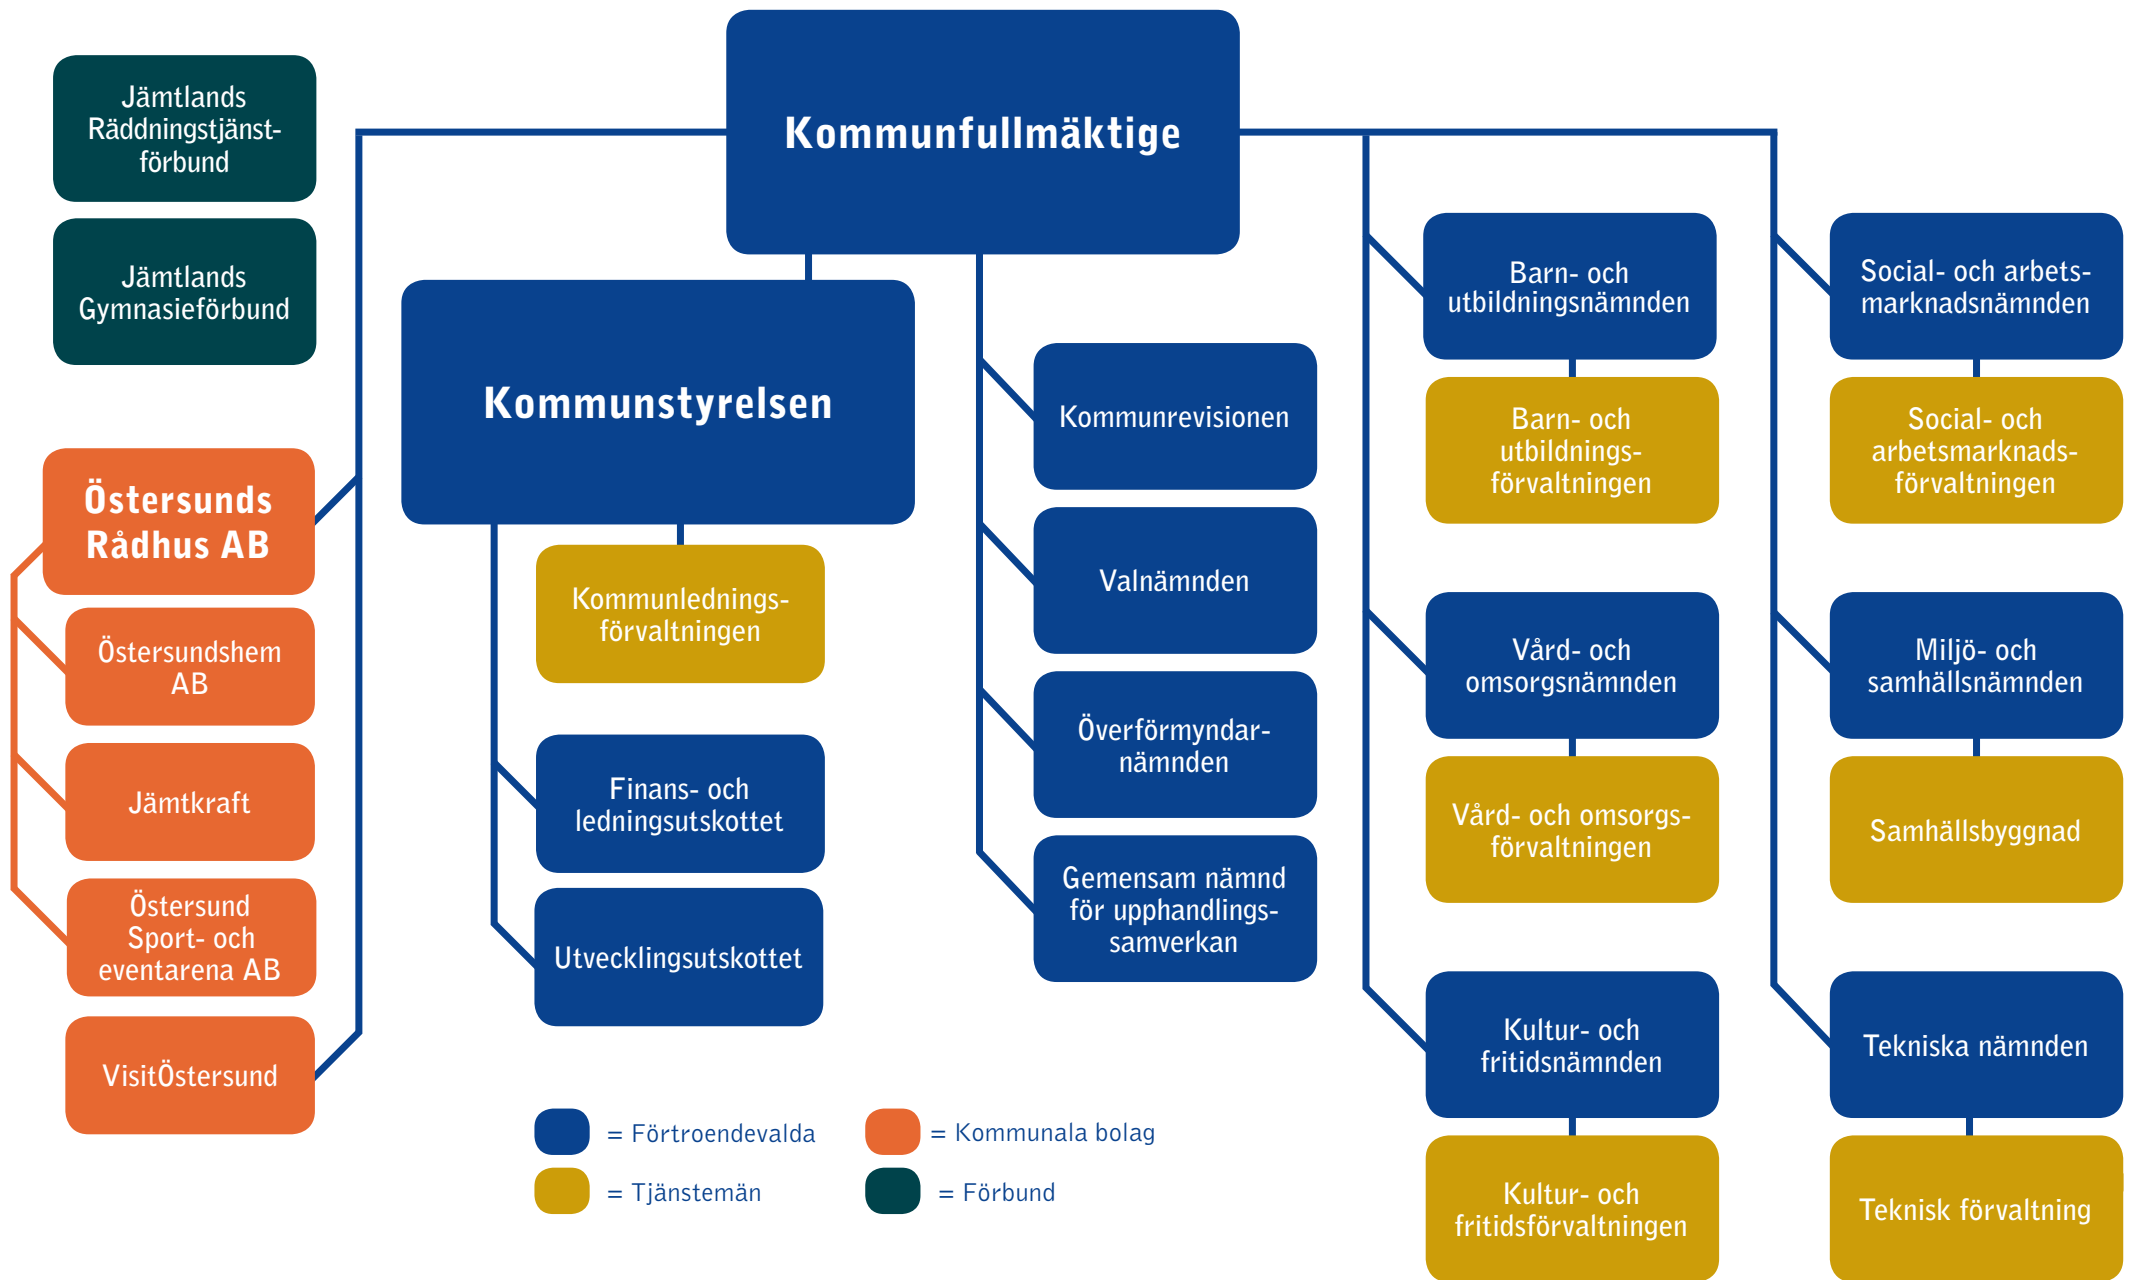 Kommunfullmäktige
Jämtlands
Räddningstjänst-
förbund
Jämtlands
Gymnasieförbund
Östersunds
Rådhus AB
Östersundshem
AB
Jämtkraft
Östersund
Sport- och
eventarena AB
VisitÖstersund
Kommunstyrelsen
Kommunlednings-
förvaltningen
Finans- och
ledningsutskottet
Utvecklingsutskottet
Kommunrevisionen
Valnämnden
Överförmyndar-
nämnden
Gemensam nämnd
för upphandlings-
samverkan
Barn- och
utbildningsnämnden
Barn- och
utbildnings-
förvaltningen
Vård- och
omsorgsnämnden
Vård- och omsorgs-
förvaltningen
Kultur- och
fritidsnämnden
Kultur- och
fritidsförvaltningen
Social- och arbets-
marknadsnämnden
Social- och
arbetsmarknads-
förvaltningen
Miljö- och
samhällsnämnden
Samhällsbyggnad
Tekniska nämnden
Teknisk förvaltning
= Förtroendevalda
= Kommunala bolag
= Tjänstemän
= Förbund